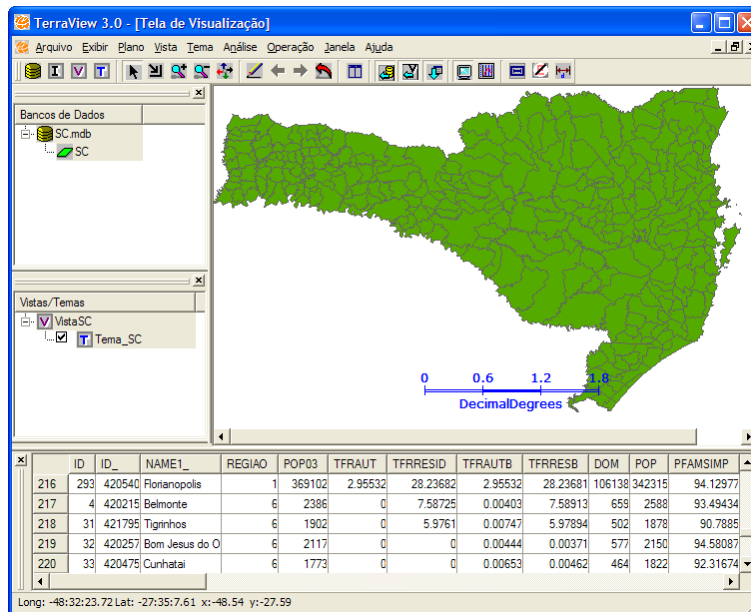 TerraView 3.0 - [Tela de Visualização]
Arquivo Exibir Plano Vista Tema Análise Operação Janela Ajuda
Bancos de Dados
SC.mdb
SC
Vistas/Temas
VistaSC
Tema_SC
0 0.6 1.2 1.8
DecimalDegrees
ID ID_ NAME1_ REGIAO POP03 TFRAUT TFRRESID TFRAUTB TFRRESB DOM POP PFAMSIMP
216 293 420540 Florianopolis 1 369102 2.95532 28.23682 2.95532 28.23681 106138 342315 94.12977
217 4 420215 Belmonte 6 2386 0 7.58725 0.00403 7.58913 659 2588 93.49434
218 31 421795 Tigrinhos 6 1902 0 5.9761 0.00747 5.97894 502 1878 90.7885
219 32 420257 Bom Jesus do O 6 2117 0 0 0.00444 0.00371 577 2150 94.58087
220 33 420475 Cunhatai 6 1773 0 0 0.00653 0.00462 464 1822 92.31674
Long: -48:32:23.72 Lat: -27:35:7.61 x:-48.54 y:-27.59